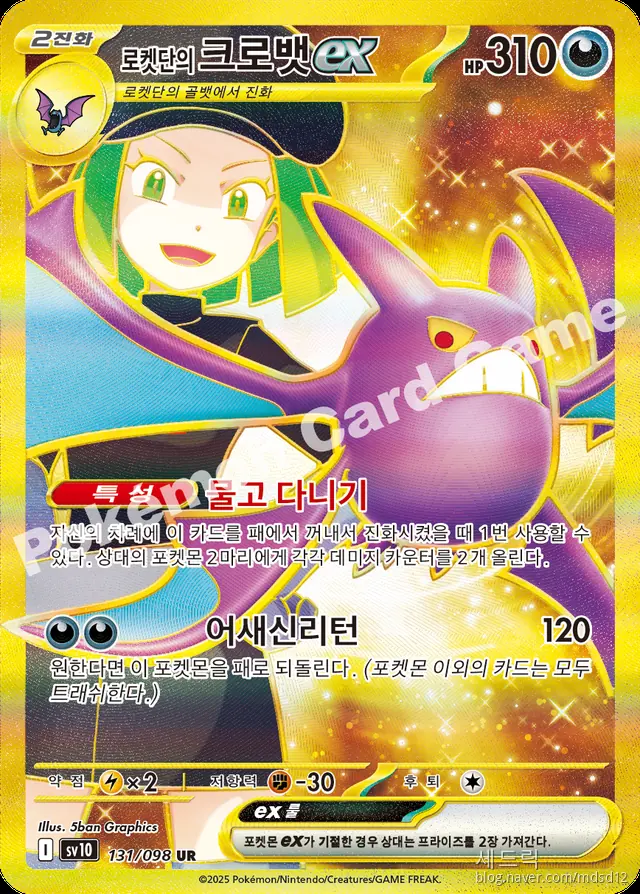 2진화
로켓단의 크로뱃 ex
HP 310
로켓단의 골뱃에서 진화
Pokémon Card Game
특성 물고 다니기
자신의 차례에 이 카드를 패에서 꺼내서 진화시켰을 때 1번 사용할 수
있다. 상대의 포켓몬 2마리에게 각각 데미지 카운터를 2개 올린다.
어새신리턴 120
원한다면 이 포켓몬을 패로 되돌린다. (포켓몬 이외의 카드는 모두
트래쉬한다.)
약점 ×2 저항력 -30 후퇴
ex 룰
포켓몬 ex가 기절한 경우 상대는 프라이즈를 2장 가져간다.
Illus. 5ban Graphics
I sv10 131/098 UR
세드릭
blog.naver.com/mdsd12
©2025 Pokémon/Nintendo/Creatures/GAME FREAK.